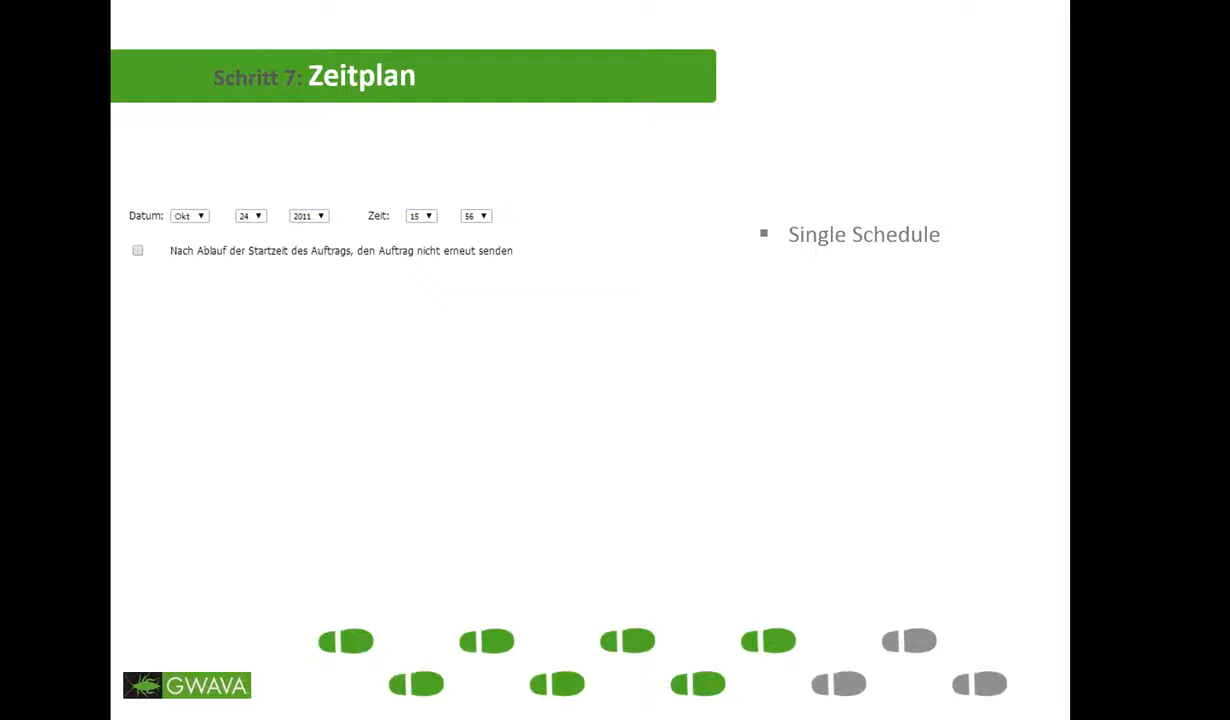 Schritt 7: Zeitplan
Datum: Okt 24 2011 Zeit: 15 56
Nach Ablauf der Startzeit des Auftrags, den Auftrag nicht erneut senden
Single Schedule
GWAVA